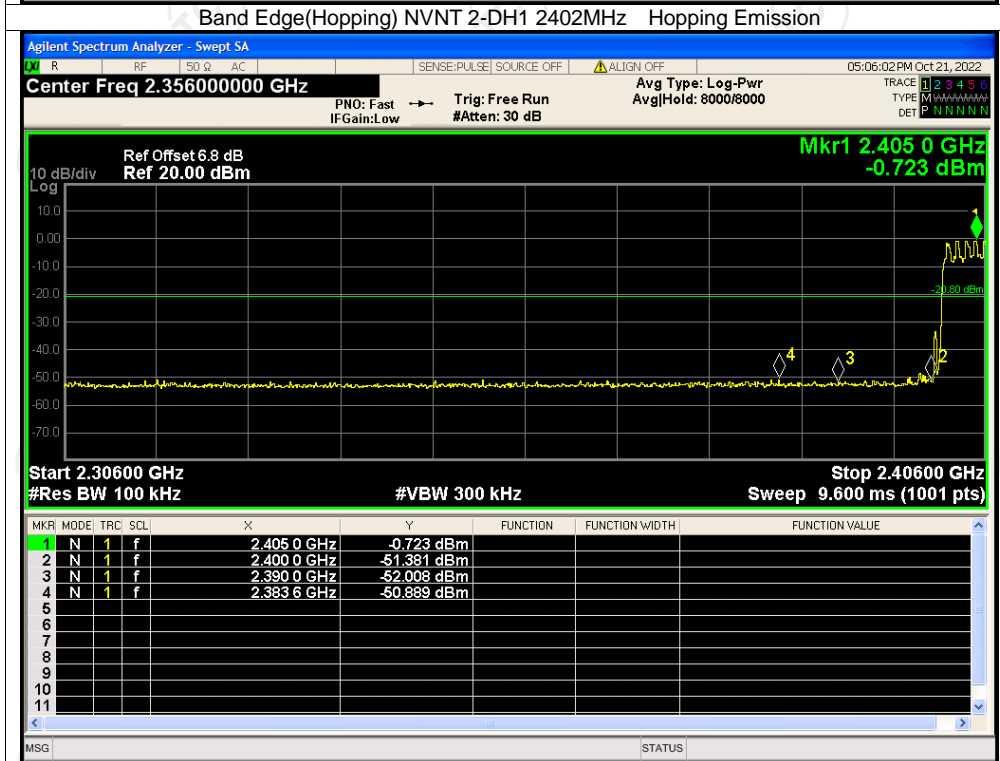 Band Edge(Hopping) NVNT 2-DH1 2402MHz Hopping Emission
Agilent Spectrum Analyzer - Swept SA
LXI R RF 50 Ω AC SENSE:PULSE SOURCE OFF ALIGN OFF 05:06:02 PM Oct 21, 2022
Center Freq 2.356000000 GHz
PNO: Fast
IFGain:Low
Trig: Free Run
#Atten: 30 dB
Avg Type: Log-Pwr
Avg|Hold: 8000/8000
TRACE 1 2 3 4 5 6
TYPE M
DET P N N N N N
Ref Offset 6.8 dB
10 dB/div Ref 20.00 dBm
Log
Mkr1 2.405 0 GHz
-0.723 dBm
10.0
0.00
-10.0
-20.0
-30.0
-40.0
-50.0
-60.0
-70.0
1
-20.80 dBm
4
3
2
Start 2.30600 GHz Stop 2.40600 GHz
#Res BW 100 kHz #VBW 300 kHz Sweep 9.600 ms (1001 pts)
MKR MODE TRC SCL X Y FUNCTION FUNCTION WIDTH FUNCTION VALUE
1 N 1 f 2.405 0 GHz -0.723 dBm
2 N 1 f 2.400 0 GHz -51.381 dBm
3 N 1 f 2.390 0 GHz -52.008 dBm
4 N 1 f 2.383 6 GHz -50.889 dBm
5
6
7
8
9
10
11
MSG STATUS